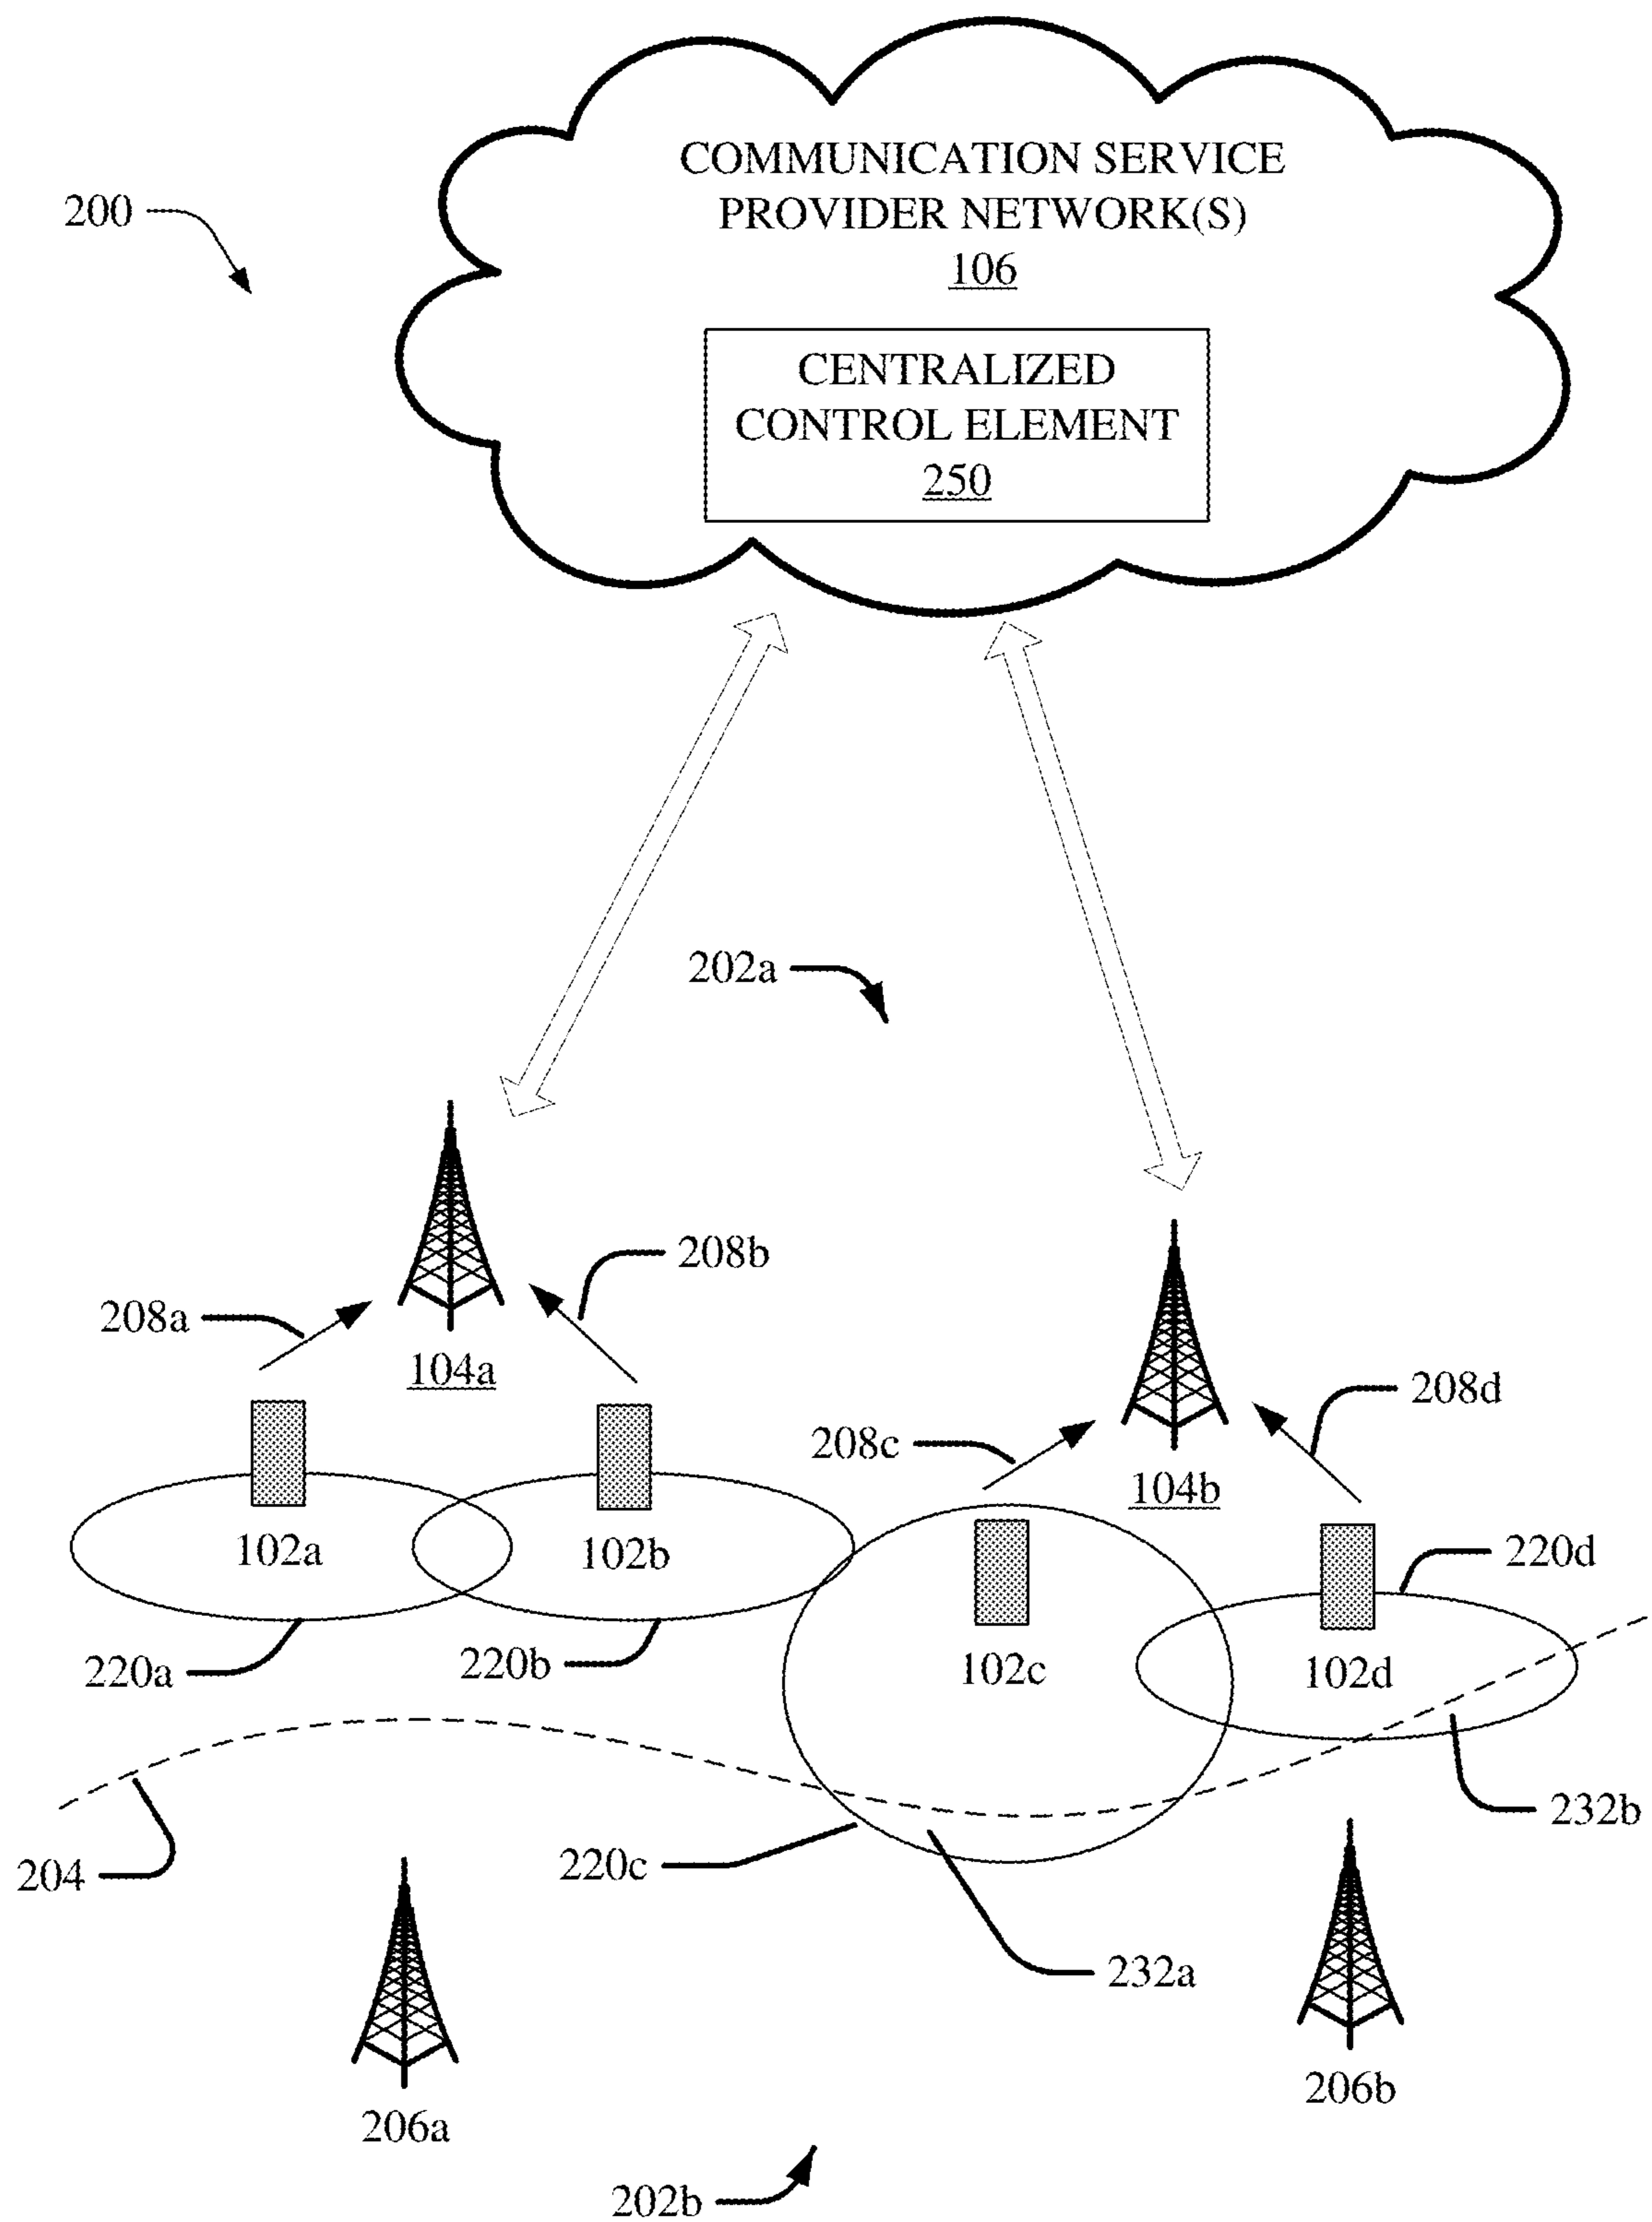 COMMUNICATION SERVICE
PROVIDER NETWORK(S)
106
200
CENTRALIZED
CONTROL ELEMENT
250
202a
208b
208a
104a
208d
208c
104b
102a
102b
220d
220a
220b
102c
102d
232b
204
220c
232a
206a
206b
202b